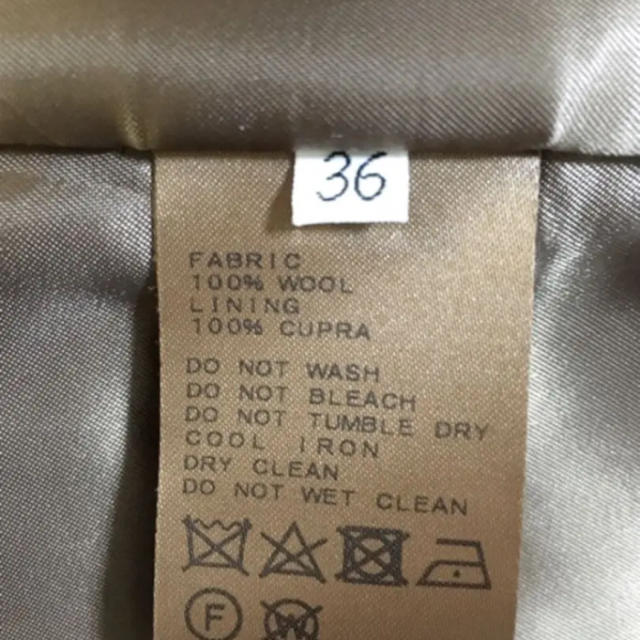 36
FABRIC
100% WOOL
LINING
100% CUPRA
DO NOT WASH
DO NOT BLEACH
DO NOT TUMBLE DRY
COOL IRON
DRY CLEAN
DO NOT WET CLEAN
F W